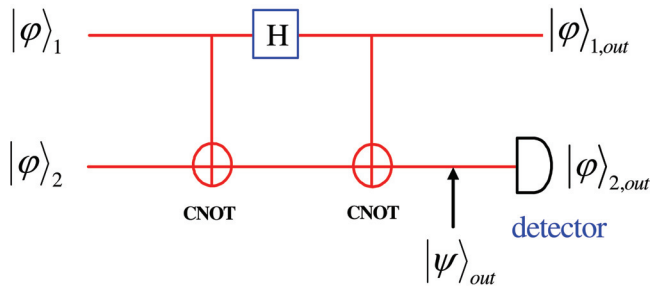 |φ⟩₁ H |φ⟩₁,out
|φ⟩₂ |φ⟩₂,out
CNOT CNOT
detector
|ψ⟩out